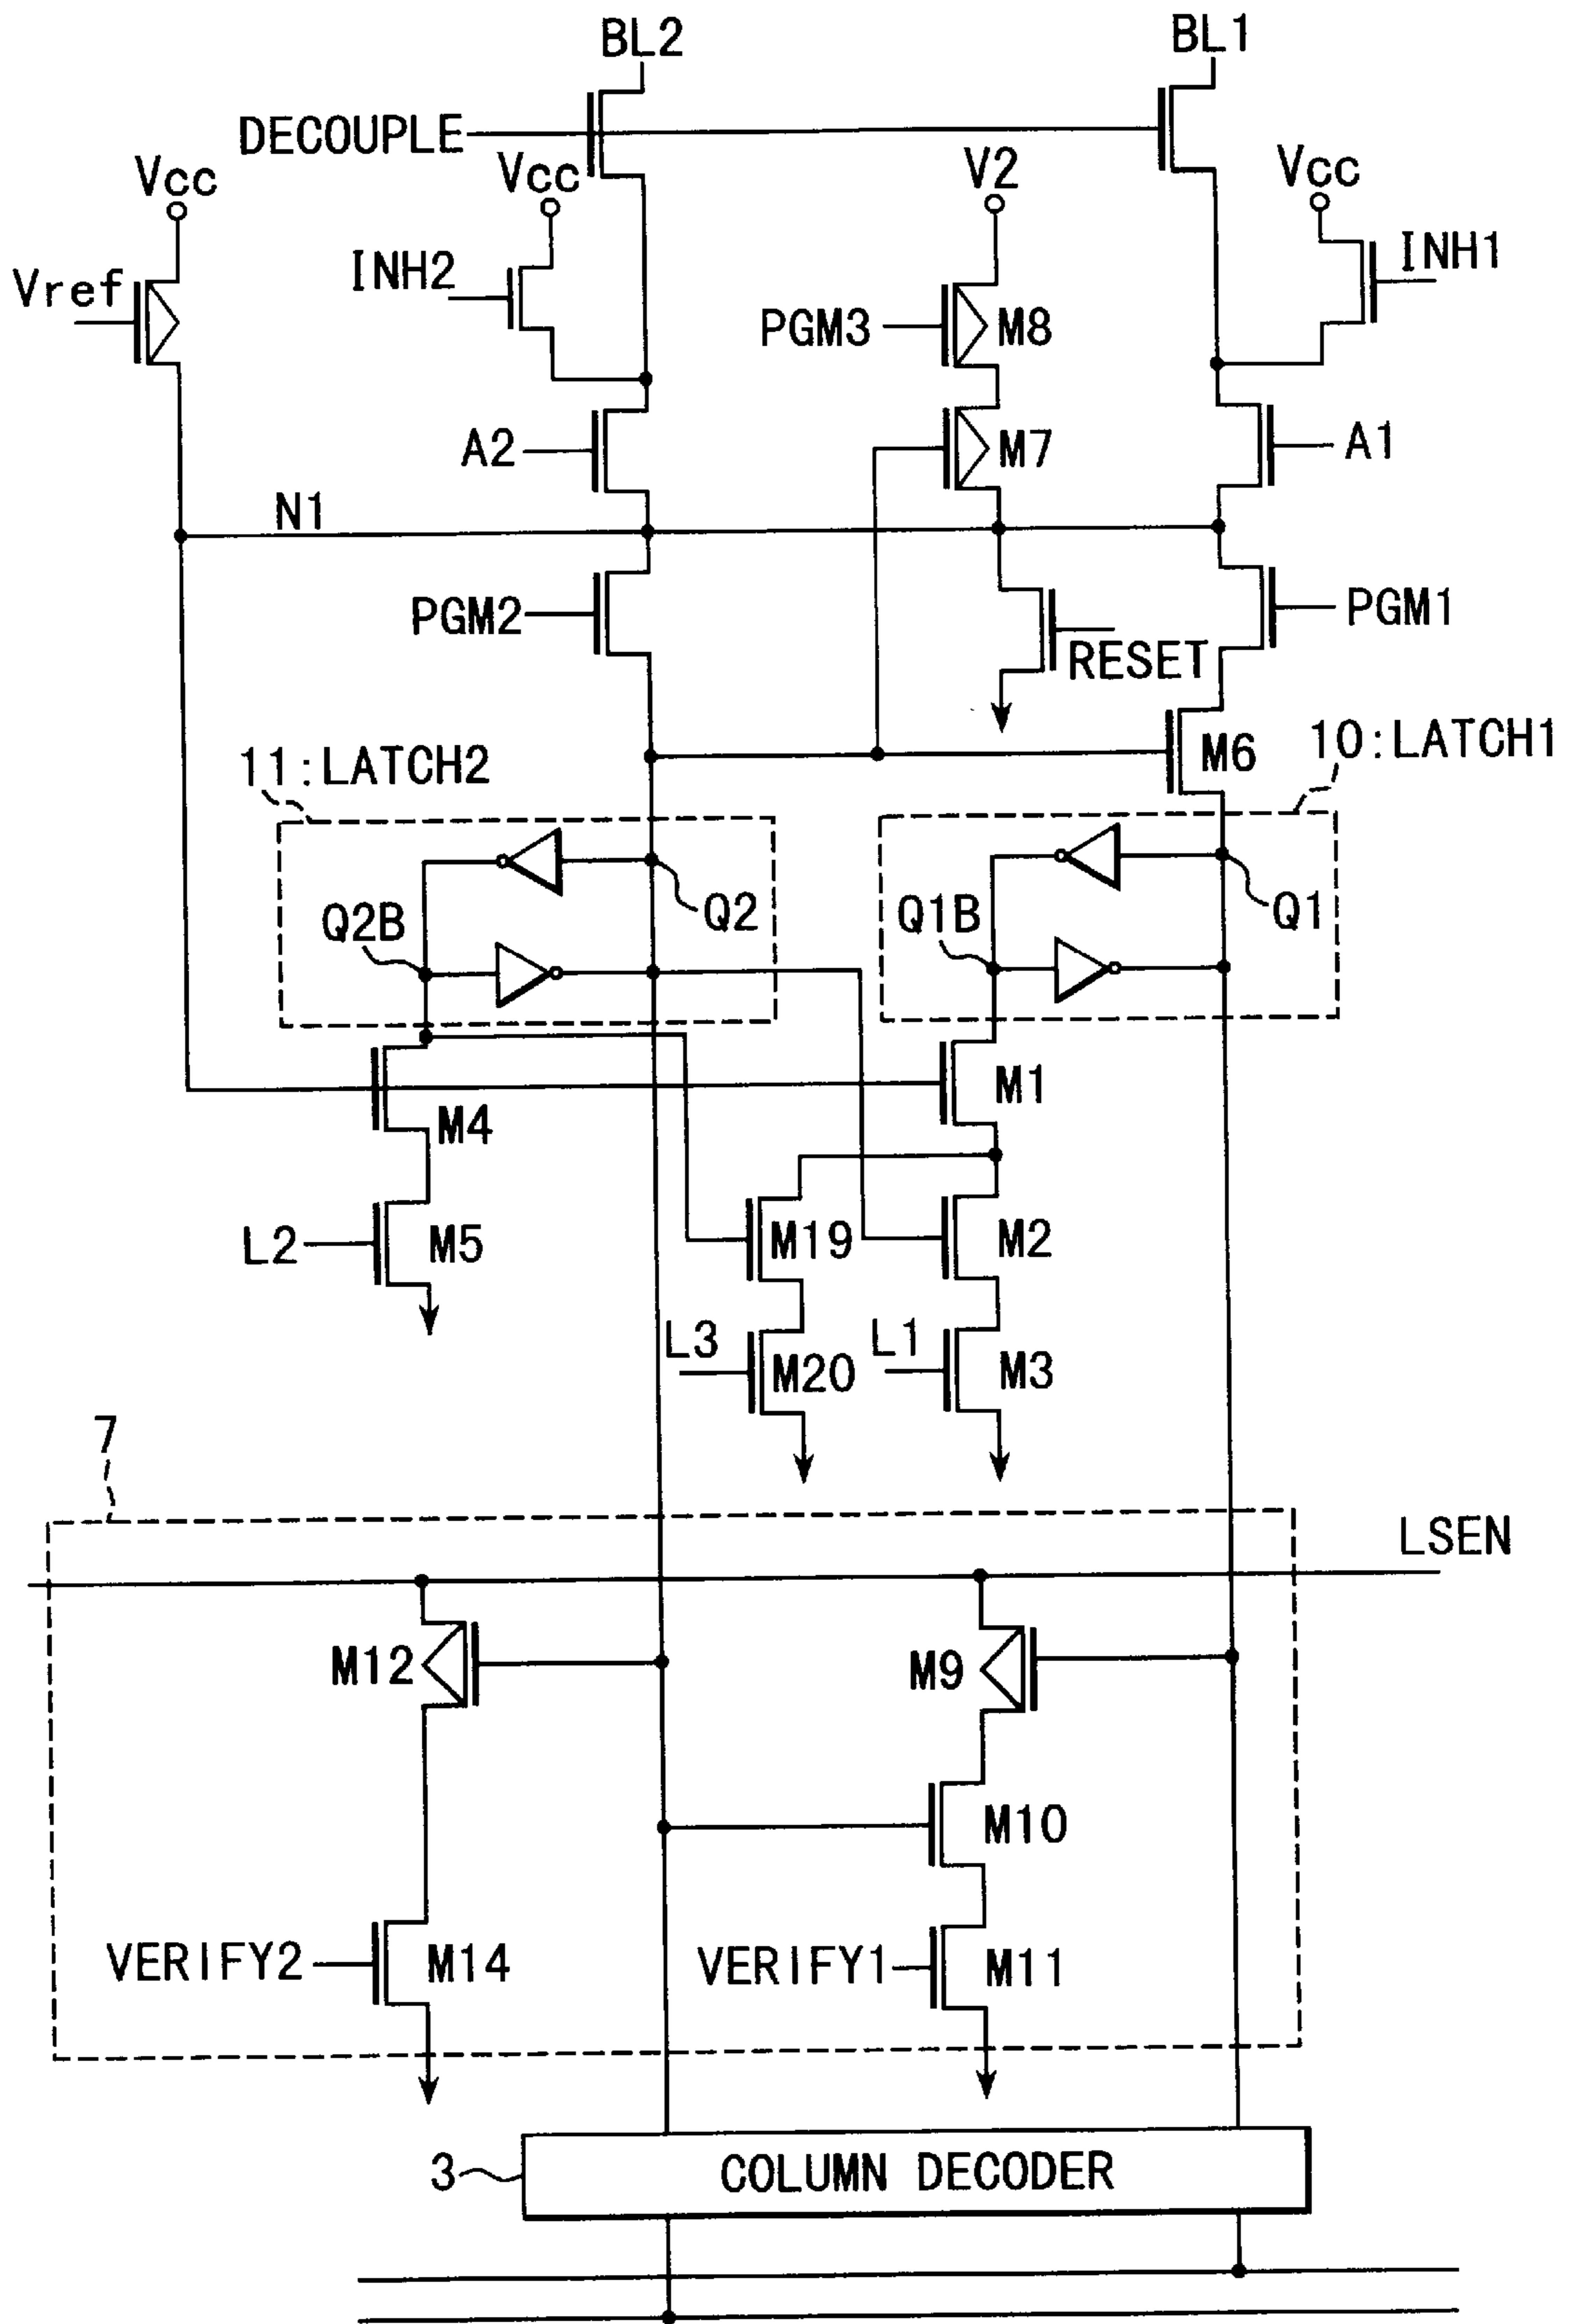 BL2
BL1
DECOUPLE
Vcc
Vcc
V2
Vcc
Vref
INH2
INH1
PGM3
M8
A2
M7
A1
N1
PGM2
PGM1
RESET
11:LATCH2
M6
10:LATCH1
Q2B
Q2
Q1B
Q1
M4
M1
L2
M5
M19
M2
L3
M20
L1
M3
7
LSEN
M12
M9
M10
VERIFY2
M14
VERIFY1
M11
3
COLUMN DECODER